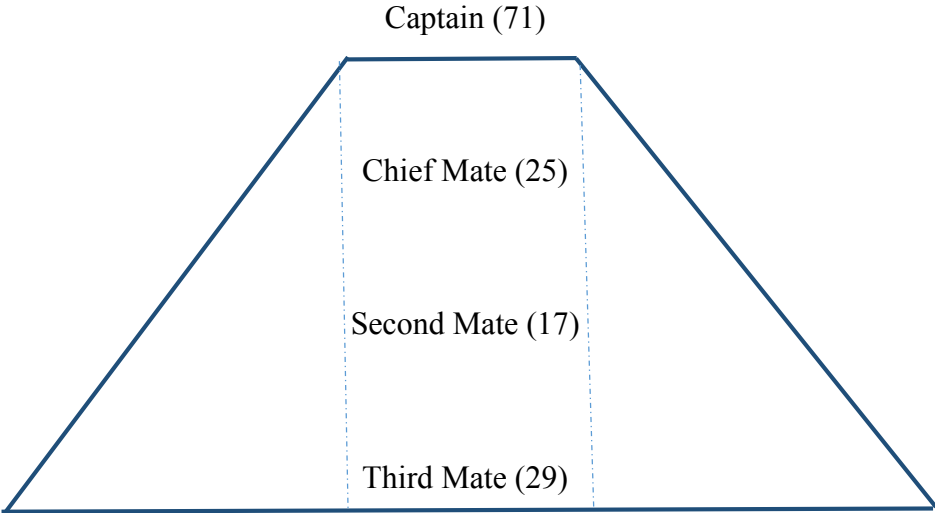 Captain (71)
Chief Mate (25)
Second Mate (17)
Third Mate (29)